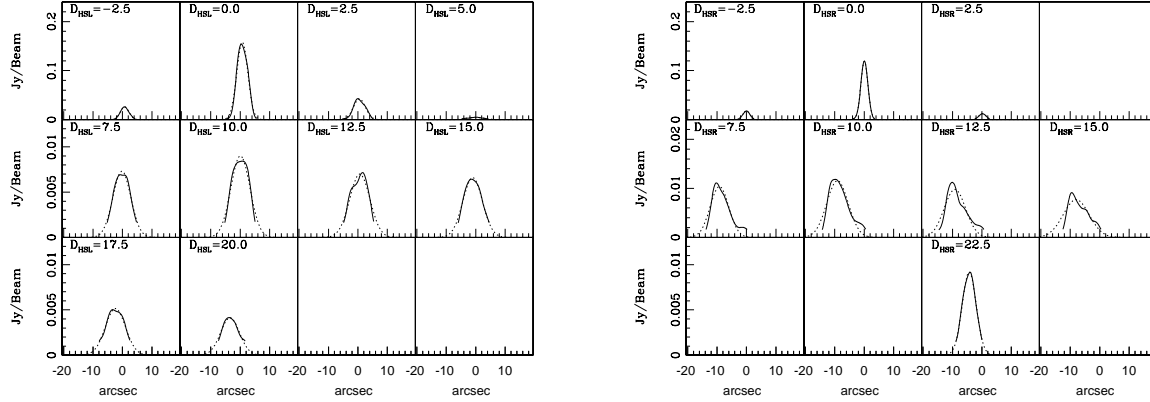 D_HSL=−2.5 D_HSL=0.0 D_HSL=2.5 D_HSL=5.0
0.2
0.1
0
Jy/Beam
D_HSL=7.5 D_HSL=10.0 D_HSL=12.5 D_HSL=15.0
0.01
0.005
0
Jy/Beam
D_HSL=17.5 D_HSL=20.0
0.01
0.005
0
Jy/Beam
-20 -10 0 10 -20 -10 0 10 -20 -10 0 10 -20 -10 0 10 20
arcsec arcsec arcsec arcsec
D_HSR=−2.5 D_HSR=0.0 D_HSR=2.5
0.2
0.1
0
Jy/Beam
D_HSR=7.5 D_HSR=10.0 D_HSR=12.5 D_HSR=15.0
0.02
0.01
0
Jy/Beam
D_HSR=22.5
0.01
0.005
0
Jy/Beam
-20 -10 0 10 -20 -10 0 10 -20 -10 0 10 -20 -10 0 10 20
arcsec arcsec arcsec arcsec